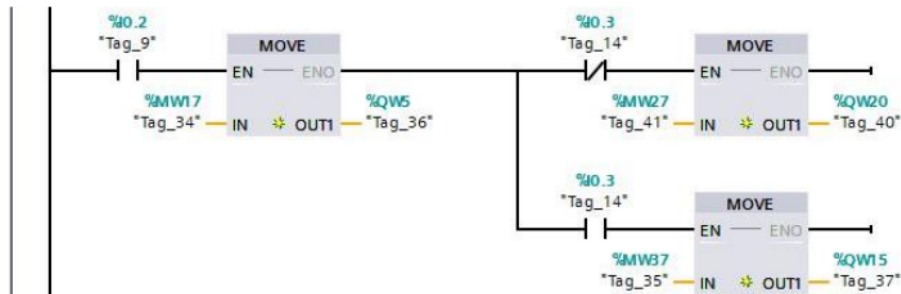 %I0.2 %I0.3
"Tag_9" MOVE "Tag_14" MOVE
EN ENO EN ENO
%MW17 %QW5 %MW27 %QW20
"Tag_34" IN OUT1 "Tag_36" "Tag_41" IN OUT1 "Tag_40"
%I0.3
"Tag_14" MOVE
EN ENO
%MW37 %QW15
"Tag_35" IN OUT1 "Tag_37"